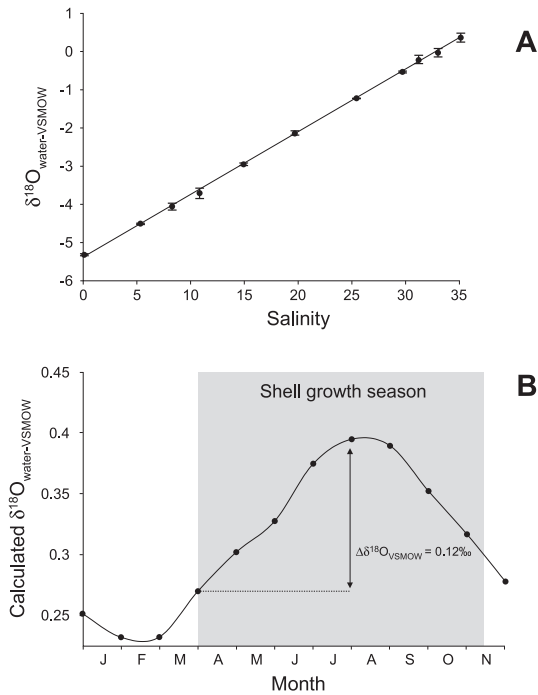 A
1
0
-1
-2
-3
-4
-5
-6
δ18Owater-VSMOW
0 5 10 15 20 25 30 35
Salinity
B
0.45
0.4
0.35
0.3
0.25
Calculated δ18Owater-VSMOW
Shell growth season
Δδ18OVSMOW = 0.12‰
J F M A M J J A S O N D
Month